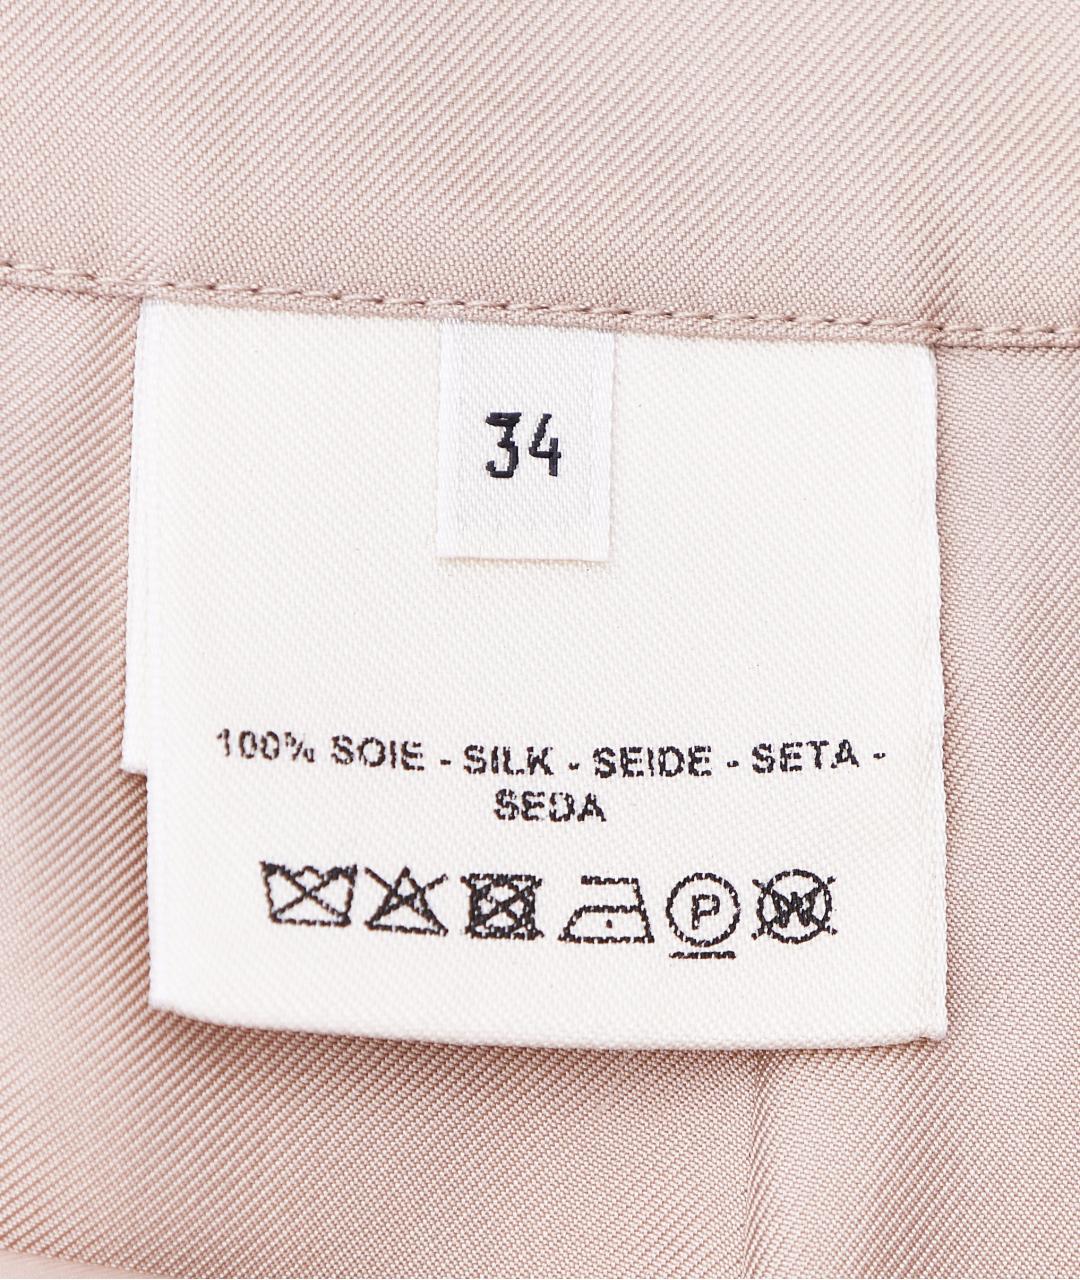 34
100% SOIE - SILK - SEIDE - SETA -
SEDA
P
W